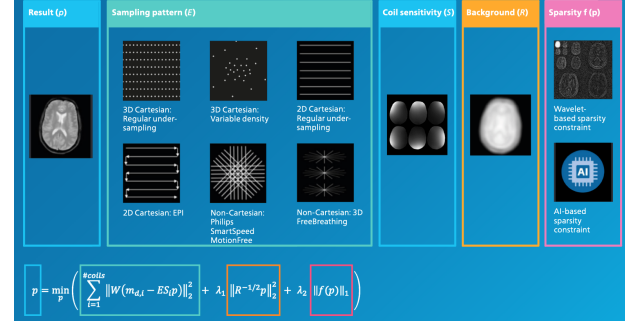 Result (p)
Sampling pattern (E)
Coil sensitivity (S)
Background (R)
Sparsity f (p)
3D Cartesian:
Regular under-
sampling
3D Cartesian:
Variable density
2D Cartesian:
Regular under-
sampling
Wavelet-
based sparsity
constraint
2D Cartesian: EPI
Non-Cartesian:
Philips
SmartSpeed
MotionFree
Non-Cartesian: 3D
FreeBreathing
AI
AI-based
sparsity
constraint
p = min_p ( ∑_{i=1}^{#coils} ‖W(m_{d,i} − ES_i p)‖_2^2 + λ_1 ‖R^{-1/2} p‖_2^2 + λ_2 ‖f(p)‖_1 )